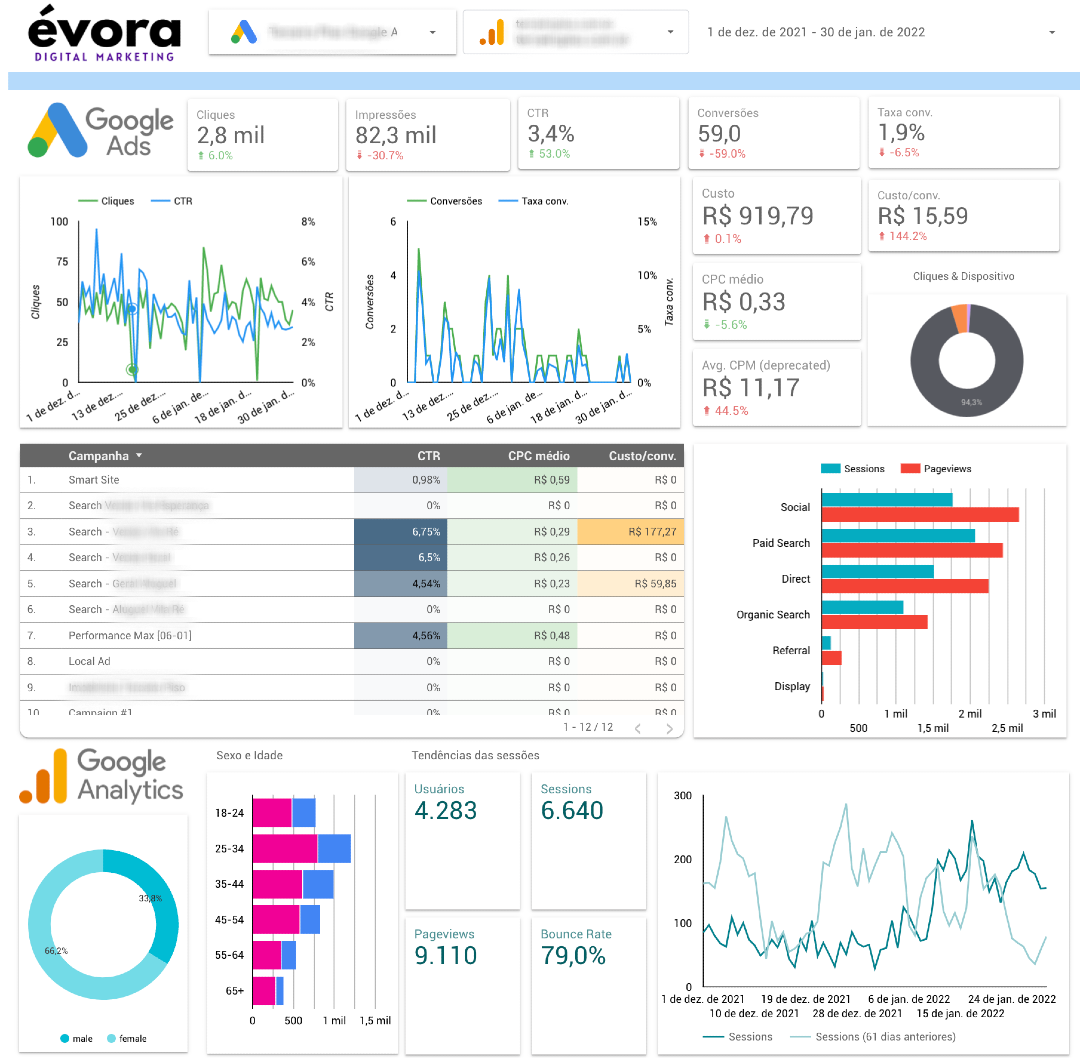 évora
DIGITAL MARKETING
1 de dez. de 2021 - 30 de jan. de 2022
Google Ads
Cliques
2,8 mil
6.0%
Impressões
82,3 mil
-30.7%
CTR
3,4%
53.0%
Conversões
59,0
-59.0%
Taxa conv.
1,9%
-6.5%
Cliques CTR
100
75
50
25
0
8%
6%
4%
2%
0%
Cliques
CTR
1 de dez. d...
13 de dez....
25 de dez....
6 de jan. de...
18 de jan....
30 de jan. d...
Conversões Taxa conv.
6
4
2
0
15%
10%
5%
0%
Conversões
Taxa conv.
1 de dez. d...
13 de dez....
25 de dez....
6 de jan. de...
18 de jan....
30 de jan. d...
Custo
R$ 919,79
0.1%
Custo/conv.
R$ 15,59
144.2%
CPC médio
R$ 0,33
-5.6%
Avg. CPM (deprecated)
R$ 11,17
44.5%
Cliques & Dispositivo
94,3%
Campanha CTR CPC médio Custo/conv.
1. Smart Site 0,98% R$ 0,59 R$ 0
2. Search 0% R$ 0 R$ 0
3. Search - 6,75% R$ 0,29 R$ 177,27
4. Search - 6,5% R$ 0,26 R$ 0
5. Search - 4,54% R$ 0,23 R$ 59,85
6. Search - 0% R$ 0 R$ 0
7. Performance Max [06-01] 4,56% R$ 0,48 R$ 0
8. Local Ad 0% R$ 0 R$ 0
9. 0% R$ 0 R$ 0
10. Campaign #1 0% R$ 0 R$ 0
1 - 12 / 12
Sessions Pageviews
Social
Paid Search
Direct
Organic Search
Referral
Display
0 1 mil 2 mil 3 mil
500 1,5 mil 2,5 mil
Google Analytics
33,8%
66,2%
male female
Sexo e Idade
18-24
25-34
35-44
45-54
55-64
65+
0 500 1 mil 1,5 mil
Tendências das sessões
Usuários
4.283
Sessions
6.640
Pageviews
9.110
Bounce Rate
79,0%
300
200
100
0
1 de dez. de 2021 19 de dez. de 2021 6 de jan. de 2022 24 de jan. de 2022
10 de dez. de 2021 28 de dez. de 2021 15 de jan. de 2022
Sessions Sessions (61 dias anteriores)